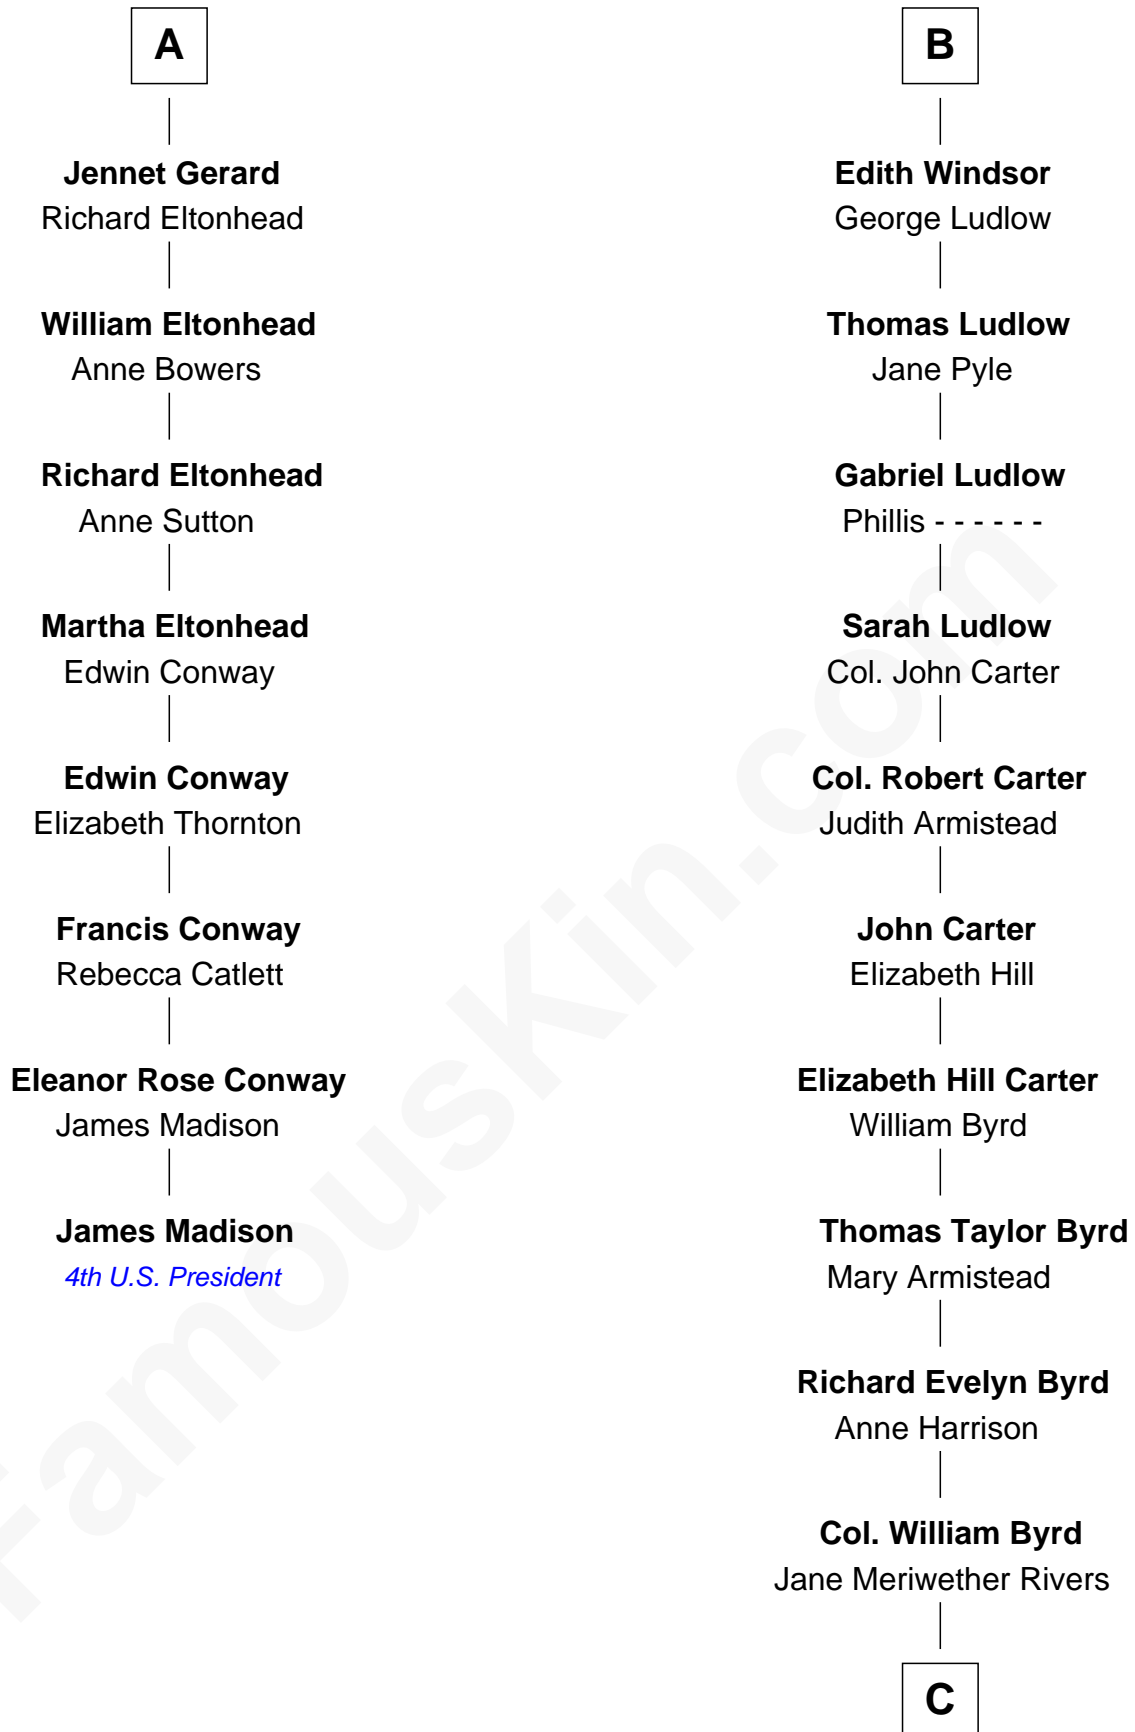 A
Jennet Gerard
Richard Eltonhead
William Eltonhead
Anne Bowers
Richard Eltonhead
Anne Sutton
Martha Eltonhead
Edwin Conway
Edwin Conway
Elizabeth Thornton
Francis Conway
Rebecca Catlett
Eleanor Rose Conway
James Madison
James Madison
4th U.S. President
B
Edith Windsor
George Ludlow
Thomas Ludlow
Jane Pyle
Gabriel Ludlow
Phillis - - - - - -
Sarah Ludlow
Col. John Carter
Col. Robert Carter
Judith Armistead
John Carter
Elizabeth Hill
Elizabeth Hill Carter
William Byrd
Thomas Taylor Byrd
Mary Armistead
Richard Evelyn Byrd
Anne Harrison
Col. William Byrd
Jane Meriwether Rivers
C
FamousKin.com